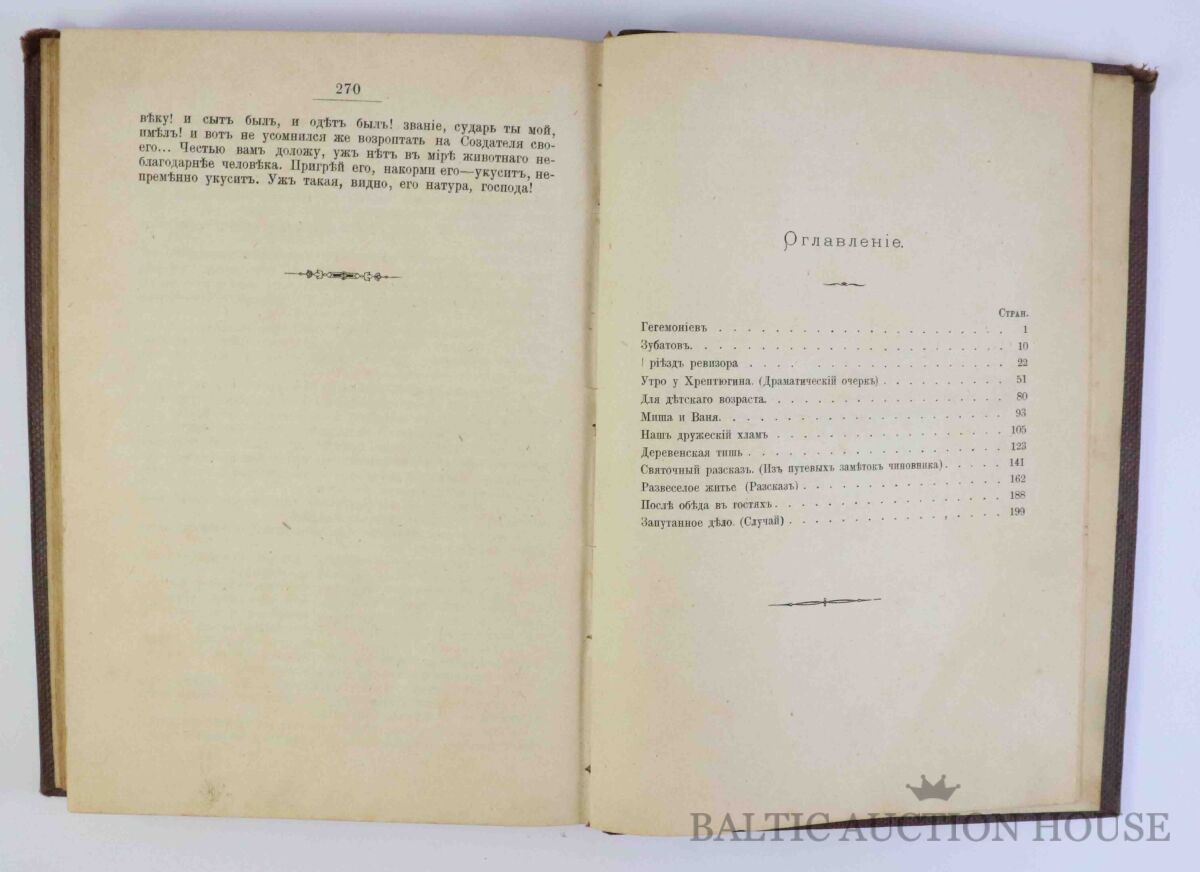 270
вѣку! и сытъ былъ, и одѣтъ былъ! званіе, сударь ты мой,
имѣлъ! и вотъ не усомнился же возроптать на Создателя сво-
его... Честью вамъ доложу, ужъ нѣтъ въ мірѣ животнаго не-
благодарнѣе человѣка. Пригрѣй его, накорми его—укуситъ, не-
премѣнно укуситъ. Ужъ такая, видно, его натура, господа!
Оглавленіе.
Стран.
Гегемоніевъ . . . . . . . . . . . . . . . . . 1
Зубатовъ. . . . . . . . . . . . . . . . . . 10
ріѣздъ ревизора . . . . . . . . . . . . . . 22
Утро у Хрептюгина. (Драматическій очеркъ) . . . . . . . 51
Для дѣтскаго возраста. . . . . . . . . . . . . . 80
Миша и Ваня. . . . . . . . . . . . . . . . . 93
Нашъ дружескій хламъ . . . . . . . . . . . . . 105
Деревенская тишь . . . . . . . . . . . . . . . 123
Святочный разсказъ. (Изъ путевыхъ замѣтокъ чиновника) . . . . 141
Развеселое житье (Разсказъ) . . . . . . . . . . . . 162
Послѣ обѣда въ гостяхъ . . . . . . . . . . . . . 188
Запутанное дѣло. (Случай) . . . . . . . . . . . . 199
BALTIC AUCTION HOUSE